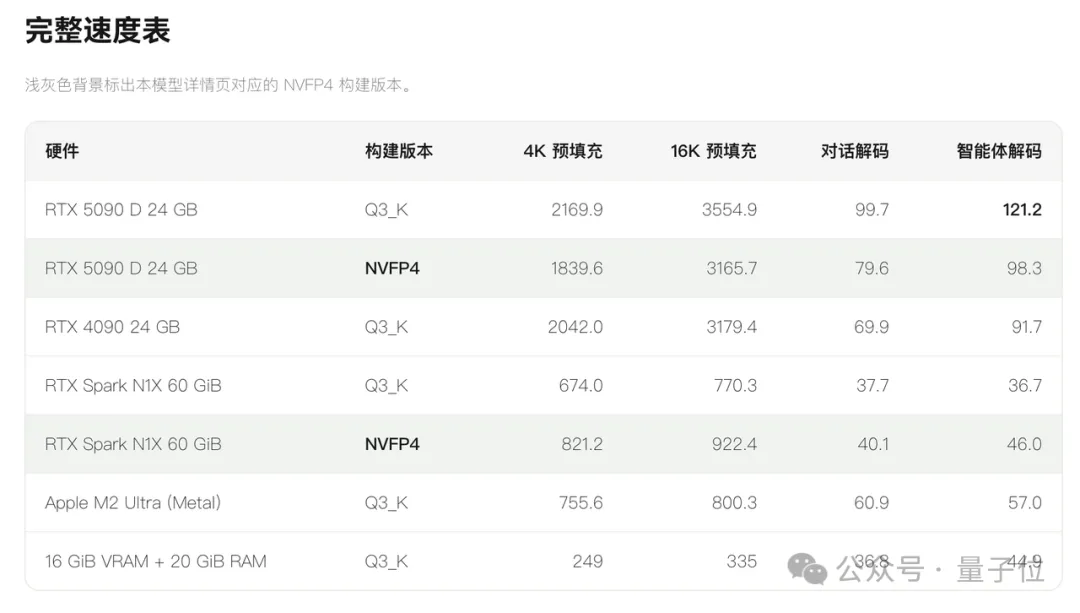 完整速度表
浅灰色背景标出本模型详情页对应的 NVFP4 构建版本。
硬件 构建版本 4K 预填充 16K 预填充 对话解码 智能体解码
RTX 5090 D 24 GB Q3_K 2169.9 3554.9 99.7 121.2
RTX 5090 D 24 GB NVFP4 1839.6 3165.7 79.6 98.3
RTX 4090 24 GB Q3_K 2042.0 3179.4 69.9 91.7
RTX Spark N1X 60 GiB Q3_K 674.0 770.3 37.7 36.7
RTX Spark N1X 60 GiB NVFP4 821.2 922.4 40.1 46.0
Apple M2 Ultra (Metal) Q3_K 755.6 800.3 60.9 57.0
16 GiB VRAM + 20 GiB RAM Q3_K 249 335 36.8 44.9
公众号 · 量子位